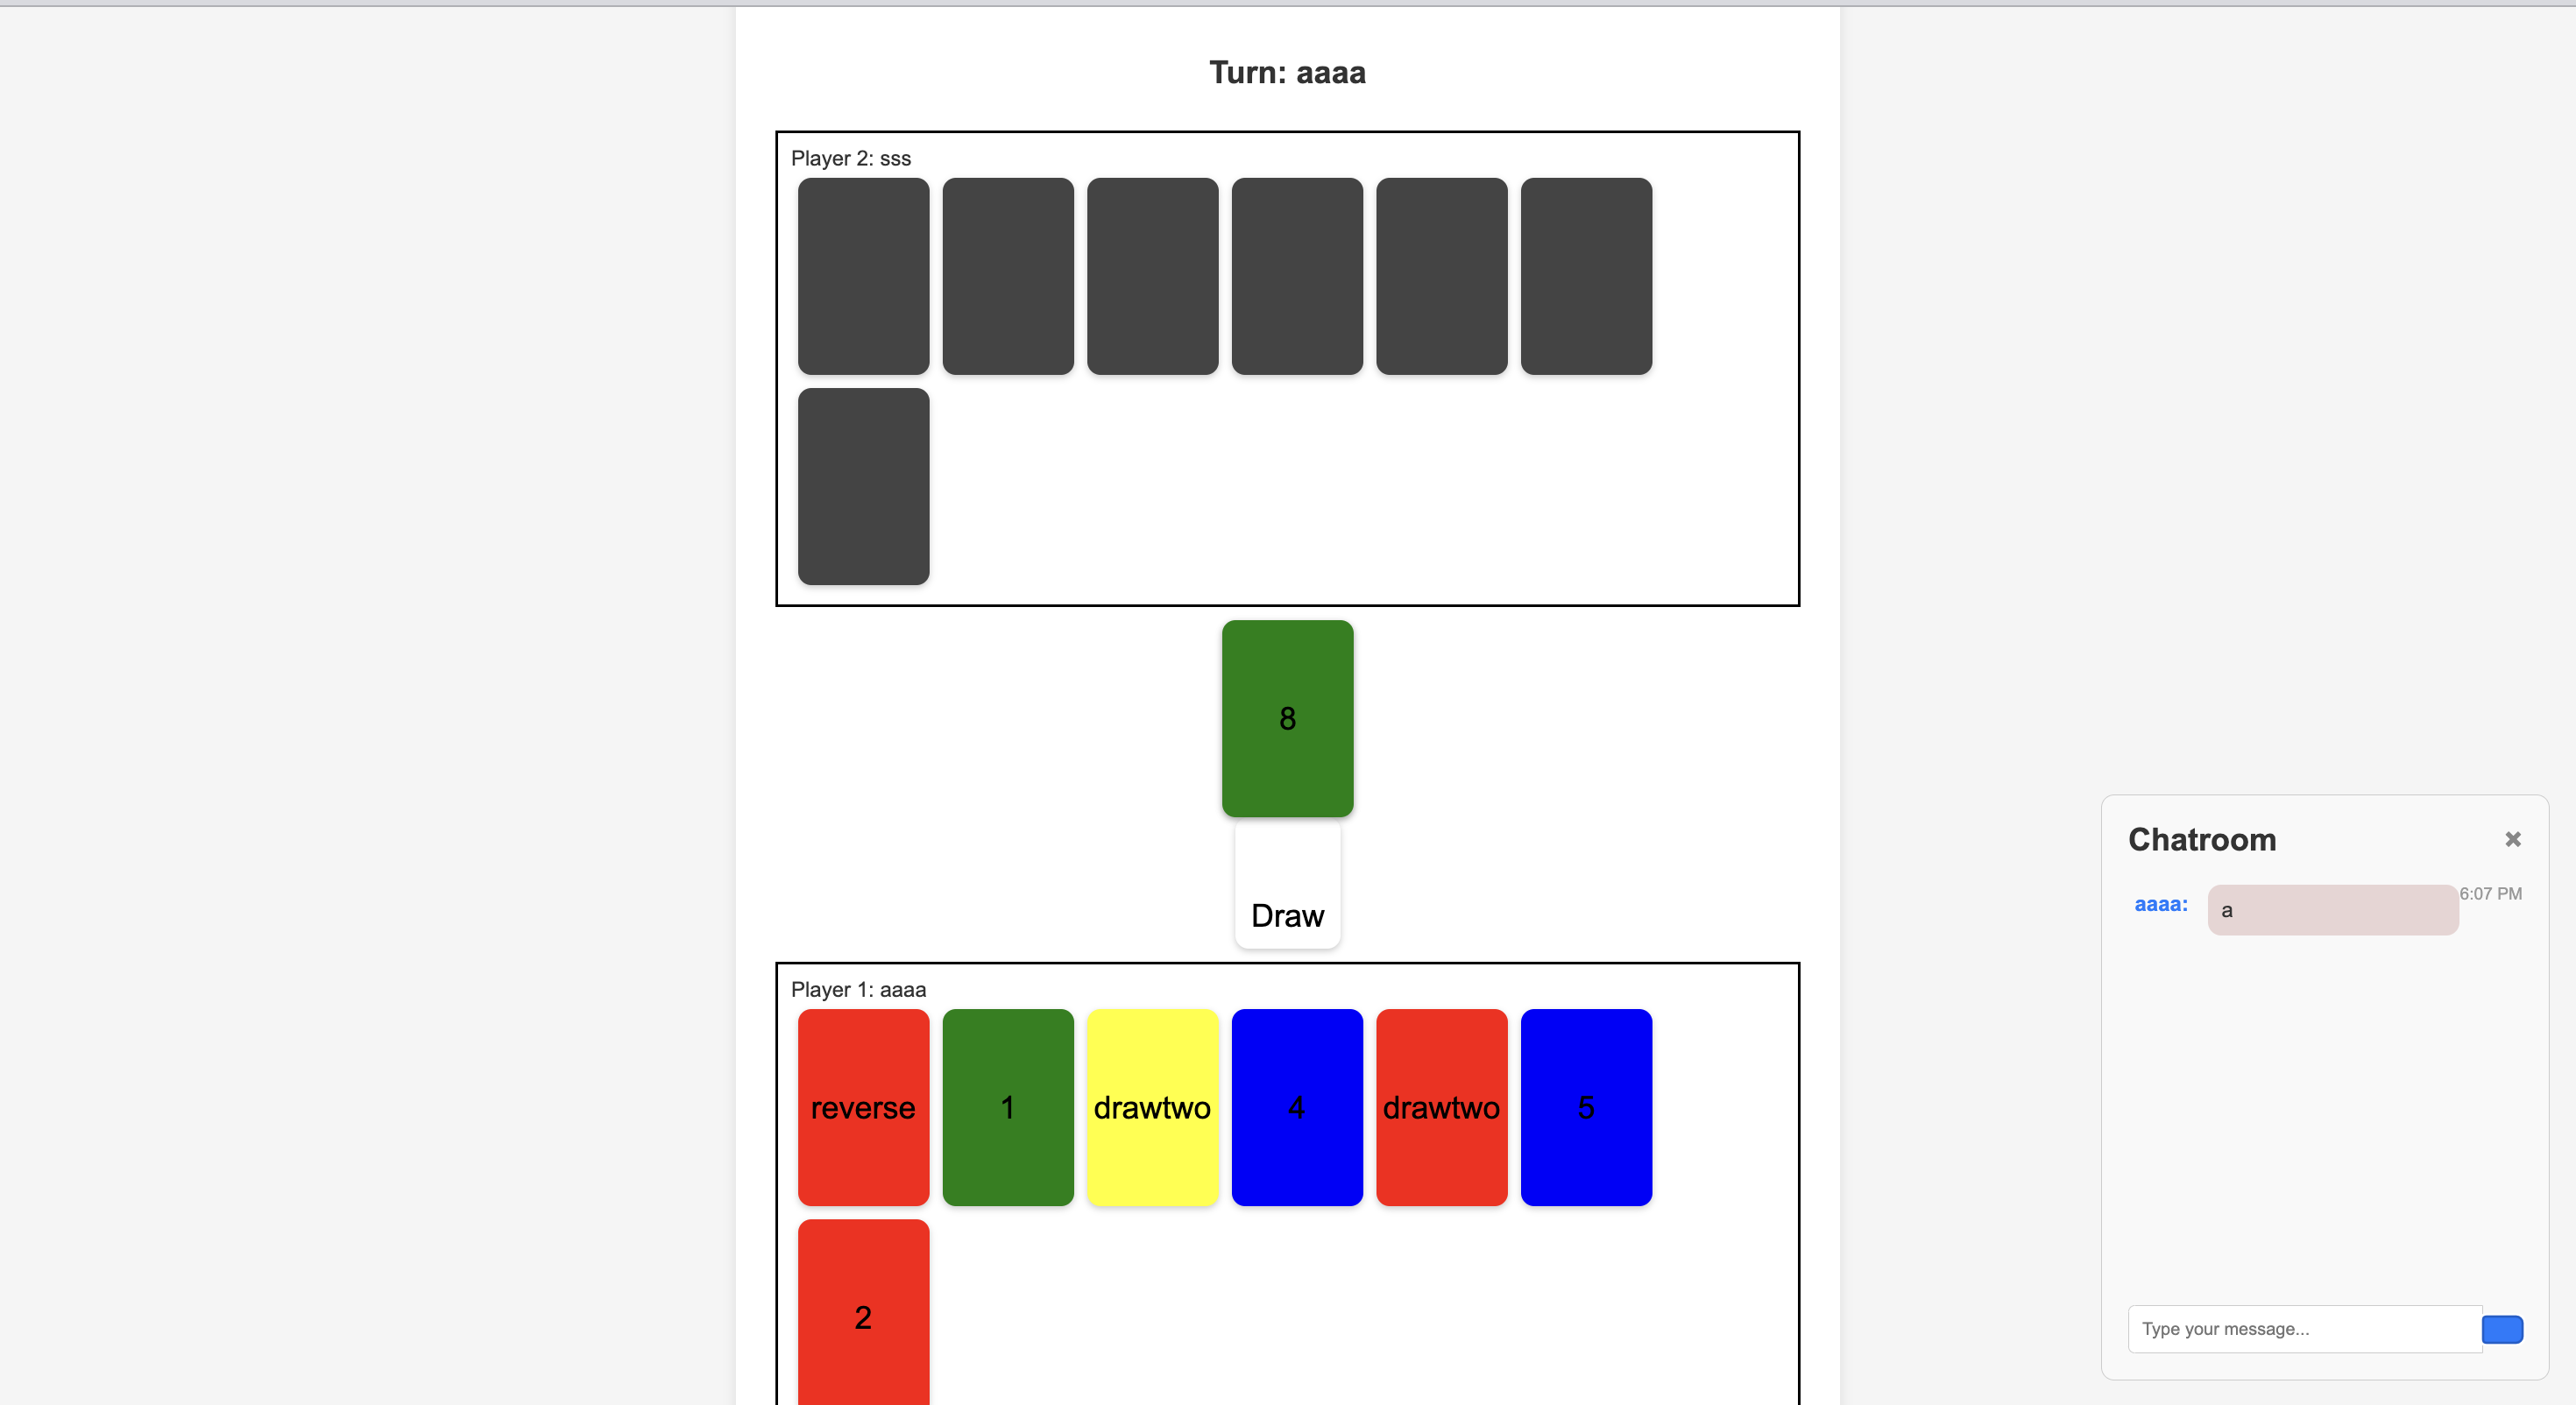 Turn: aaaa
Player 2: sss
8
Draw
Player 1: aaaa
reverse 1 drawtwo 4 drawtwo 5
2
Chatroom ✖
aaaa: a 6:07 PM
Type your message...